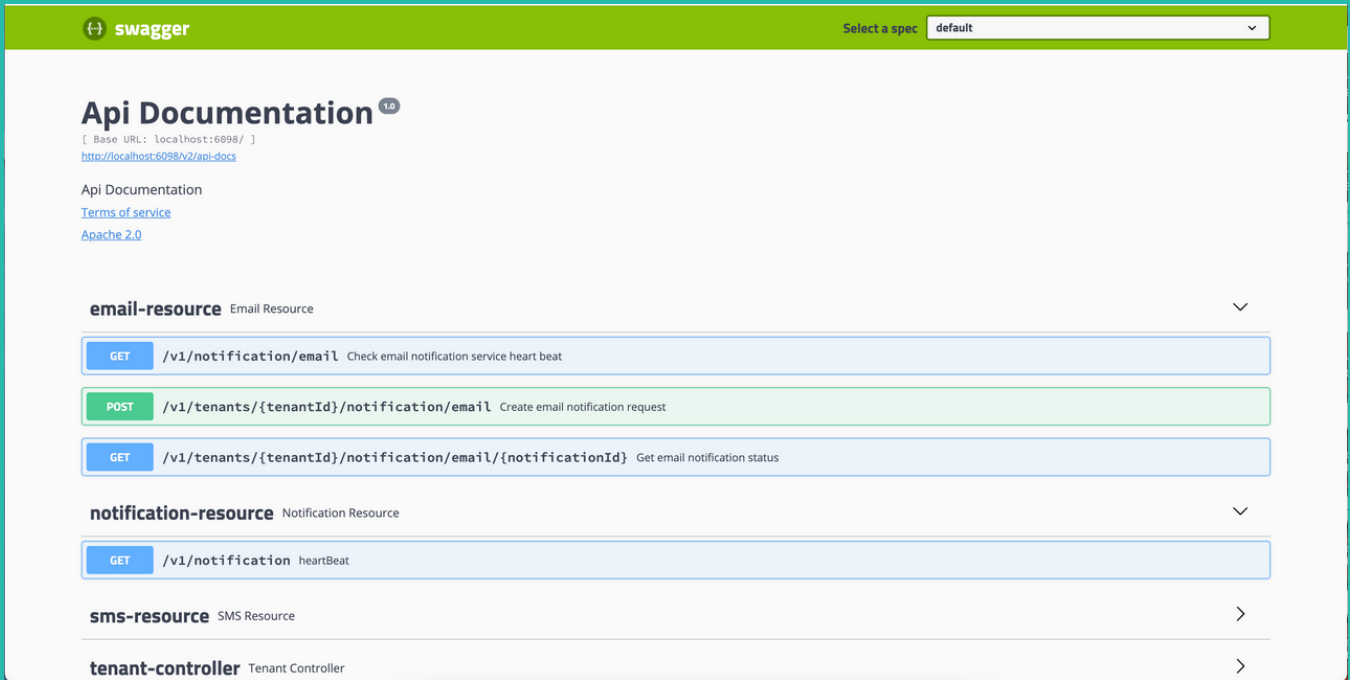 swagger Select a spec default
Api Documentation 1.0
[ Base URL: localhost:6098/ ]
http://localhost:6098/v2/api-docs
Api Documentation
Terms of service
Apache 2.0
email-resource Email Resource
GET /v1/notification/email Check email notification service heart beat
POST /v1/tenants/{tenantId}/notification/email Create email notification request
GET /v1/tenants/{tenantId}/notification/email/{notificationId} Get email notification status
notification-resource Notification Resource
GET /v1/notification heartBeat
sms-resource SMS Resource
tenant-controller Tenant Controller